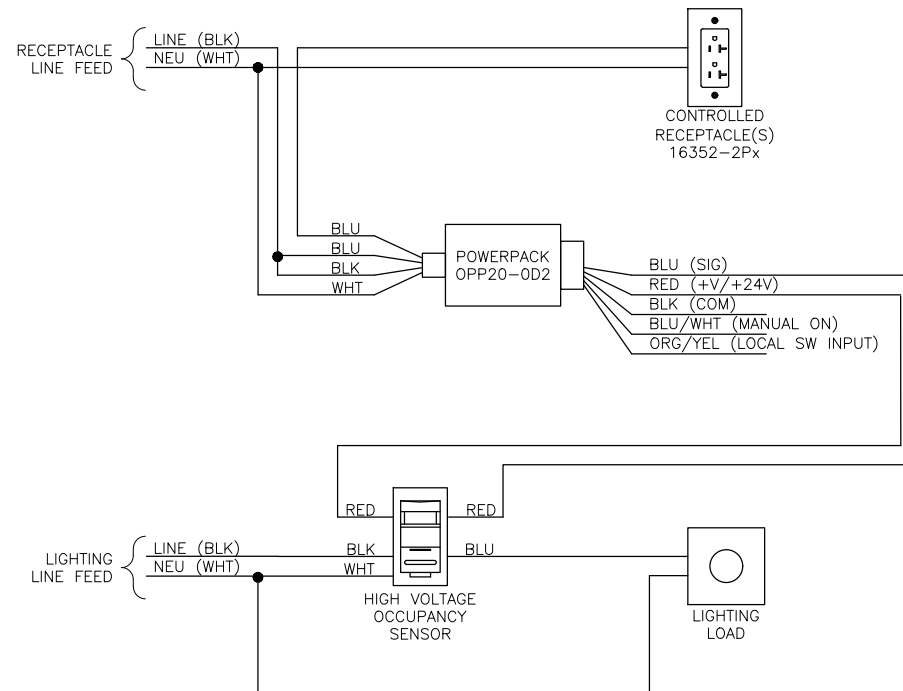 RECEPTACLE
LINE FEED
LINE (BLK)
NEU (WHT)
CONTROLLED
RECEPTACLE(S)
16352-2Px
BLU
BLU
BLK
WHT
POWERPACK
OPP20-0D2
BLU (SIG)
RED (+V/+24V)
BLK (COM)
BLU/WHT (MANUAL ON)
ORG/YEL (LOCAL SW INPUT)
RED
RED
LIGHTING
LINE FEED
LINE (BLK)
NEU (WHT)
BLK
WHT
BLU
HIGH VOLTAGE
OCCUPANCY
SENSOR
LIGHTING
LOAD